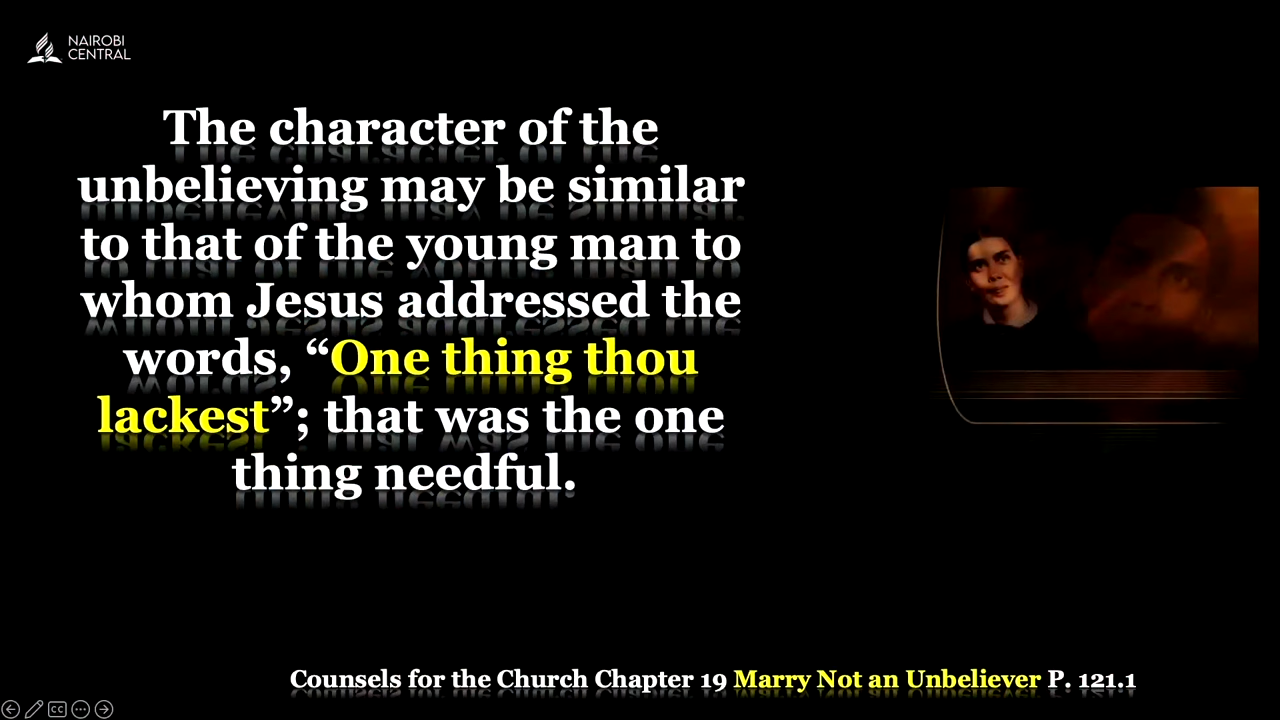 NAIROBI
CENTRAL
The character of the
unbelieving may be similar
to that of the young man to
whom Jesus addressed the
words, “One thing thou
lackest”; that was the one
thing needful.
Counsels for the Church Chapter 19 Marry Not an Unbeliever P. 121.1
CC